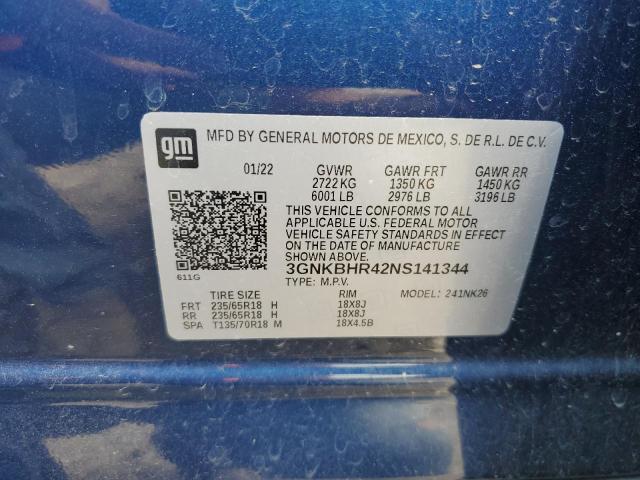 gm MFD BY GENERAL MOTORS DE MEXICO, S. DE R.L. DE C.V.
01/22 GVWR GAWR FRT GAWR RR
2722 KG 1350 KG 1450 KG
6001 LB 2976 LB 3196 LB
THIS VEHICLE CONFORMS TO ALL
APPLICABLE U.S. FEDERAL MOTOR
VEHICLE SAFETY STANDARDS IN EFFECT
ON THE DATE OF MANUFACTURE
SHOWN ABOVE.
611G 3GNKBHR42NS141344
TYPE: M.P.V.
TIRE SIZE RIM MODEL: 241NK26
FRT 235/65R18 H 18X8J
RR 235/65R18 H 18X8J
SPA T135/70R18 M 18X4.5B